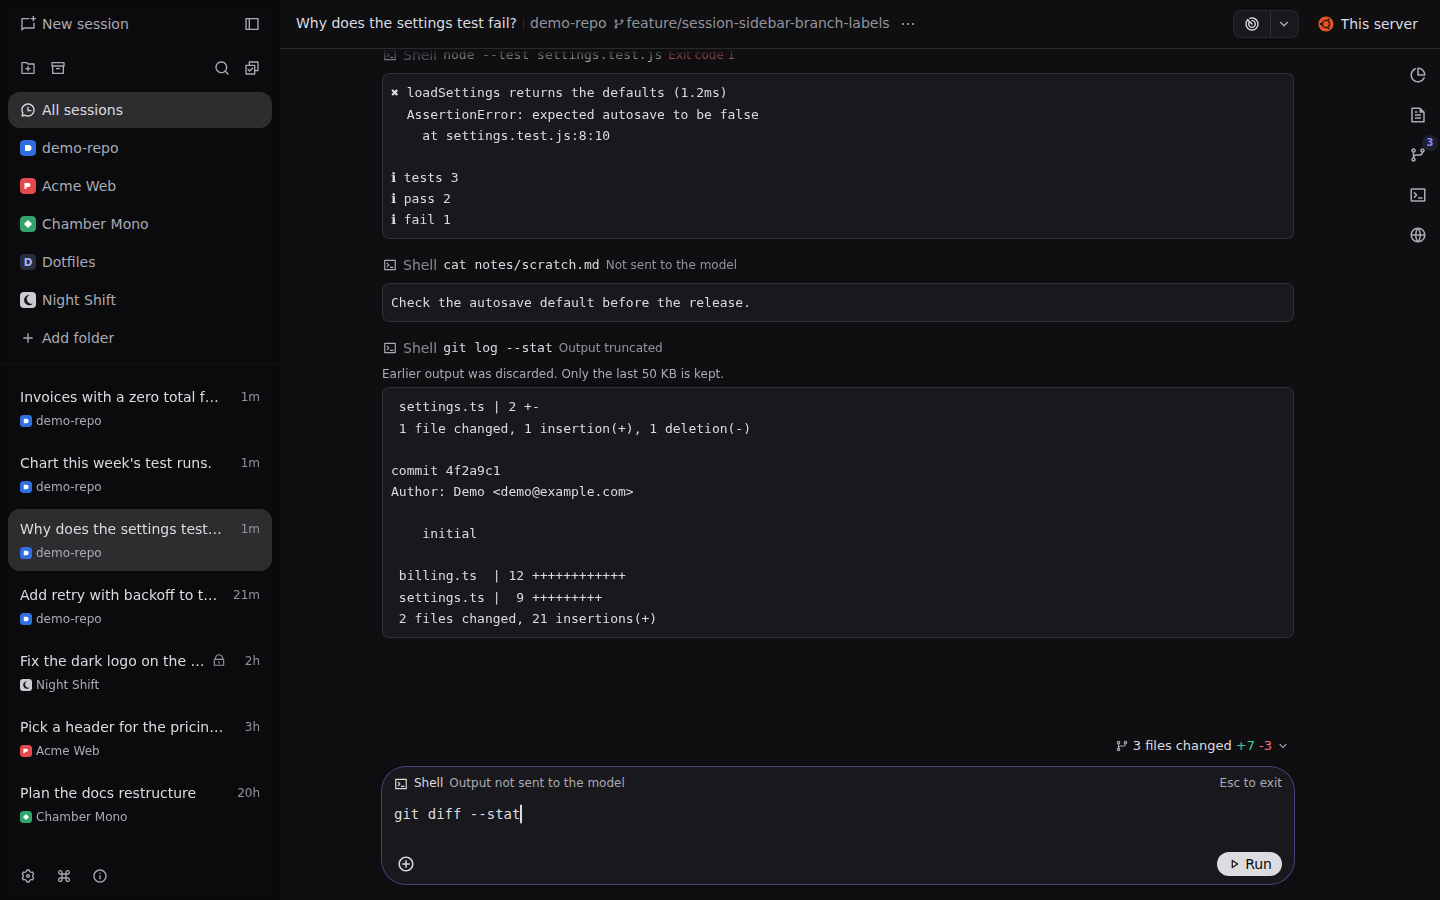 New session
All sessions
demo-repo
Acme Web
Chamber Mono
D Dotfiles
Night Shift
Add folder
Invoices with a zero total f… 1m
demo-repo
Chart this week's test runs. 1m
demo-repo
Why does the settings test… 1m
demo-repo
Add retry with backoff to t… 21m
demo-repo
Fix the dark logo on the … 2h
Night Shift
Pick a header for the pricin… 3h
Acme Web
Plan the docs restructure 20h
Chamber Mono
Why does the settings test fail? demo-repo feature/session-sidebar-branch-labels
This server
3
Shell node --test settings.test.js Exit code 1
✖ loadSettings returns the defaults (1.2ms)
AssertionError: expected autosave to be false
at settings.test.js:8:10
ℹ tests 3
ℹ pass 2
ℹ fail 1
Shell cat notes/scratch.md Not sent to the model
Check the autosave default before the release.
Shell git log --stat Output truncated
Earlier output was discarded. Only the last 50 KB is kept.
settings.ts | 2 +-
1 file changed, 1 insertion(+), 1 deletion(-)
commit 4f2a9c1
Author: Demo <demo@example.com>
initial
billing.ts  | 12 ++++++++++++
settings.ts |  9 +++++++++
2 files changed, 21 insertions(+)
3 files changed +7 -3
Shell Output not sent to the model Esc to exit
git diff --stat
Run